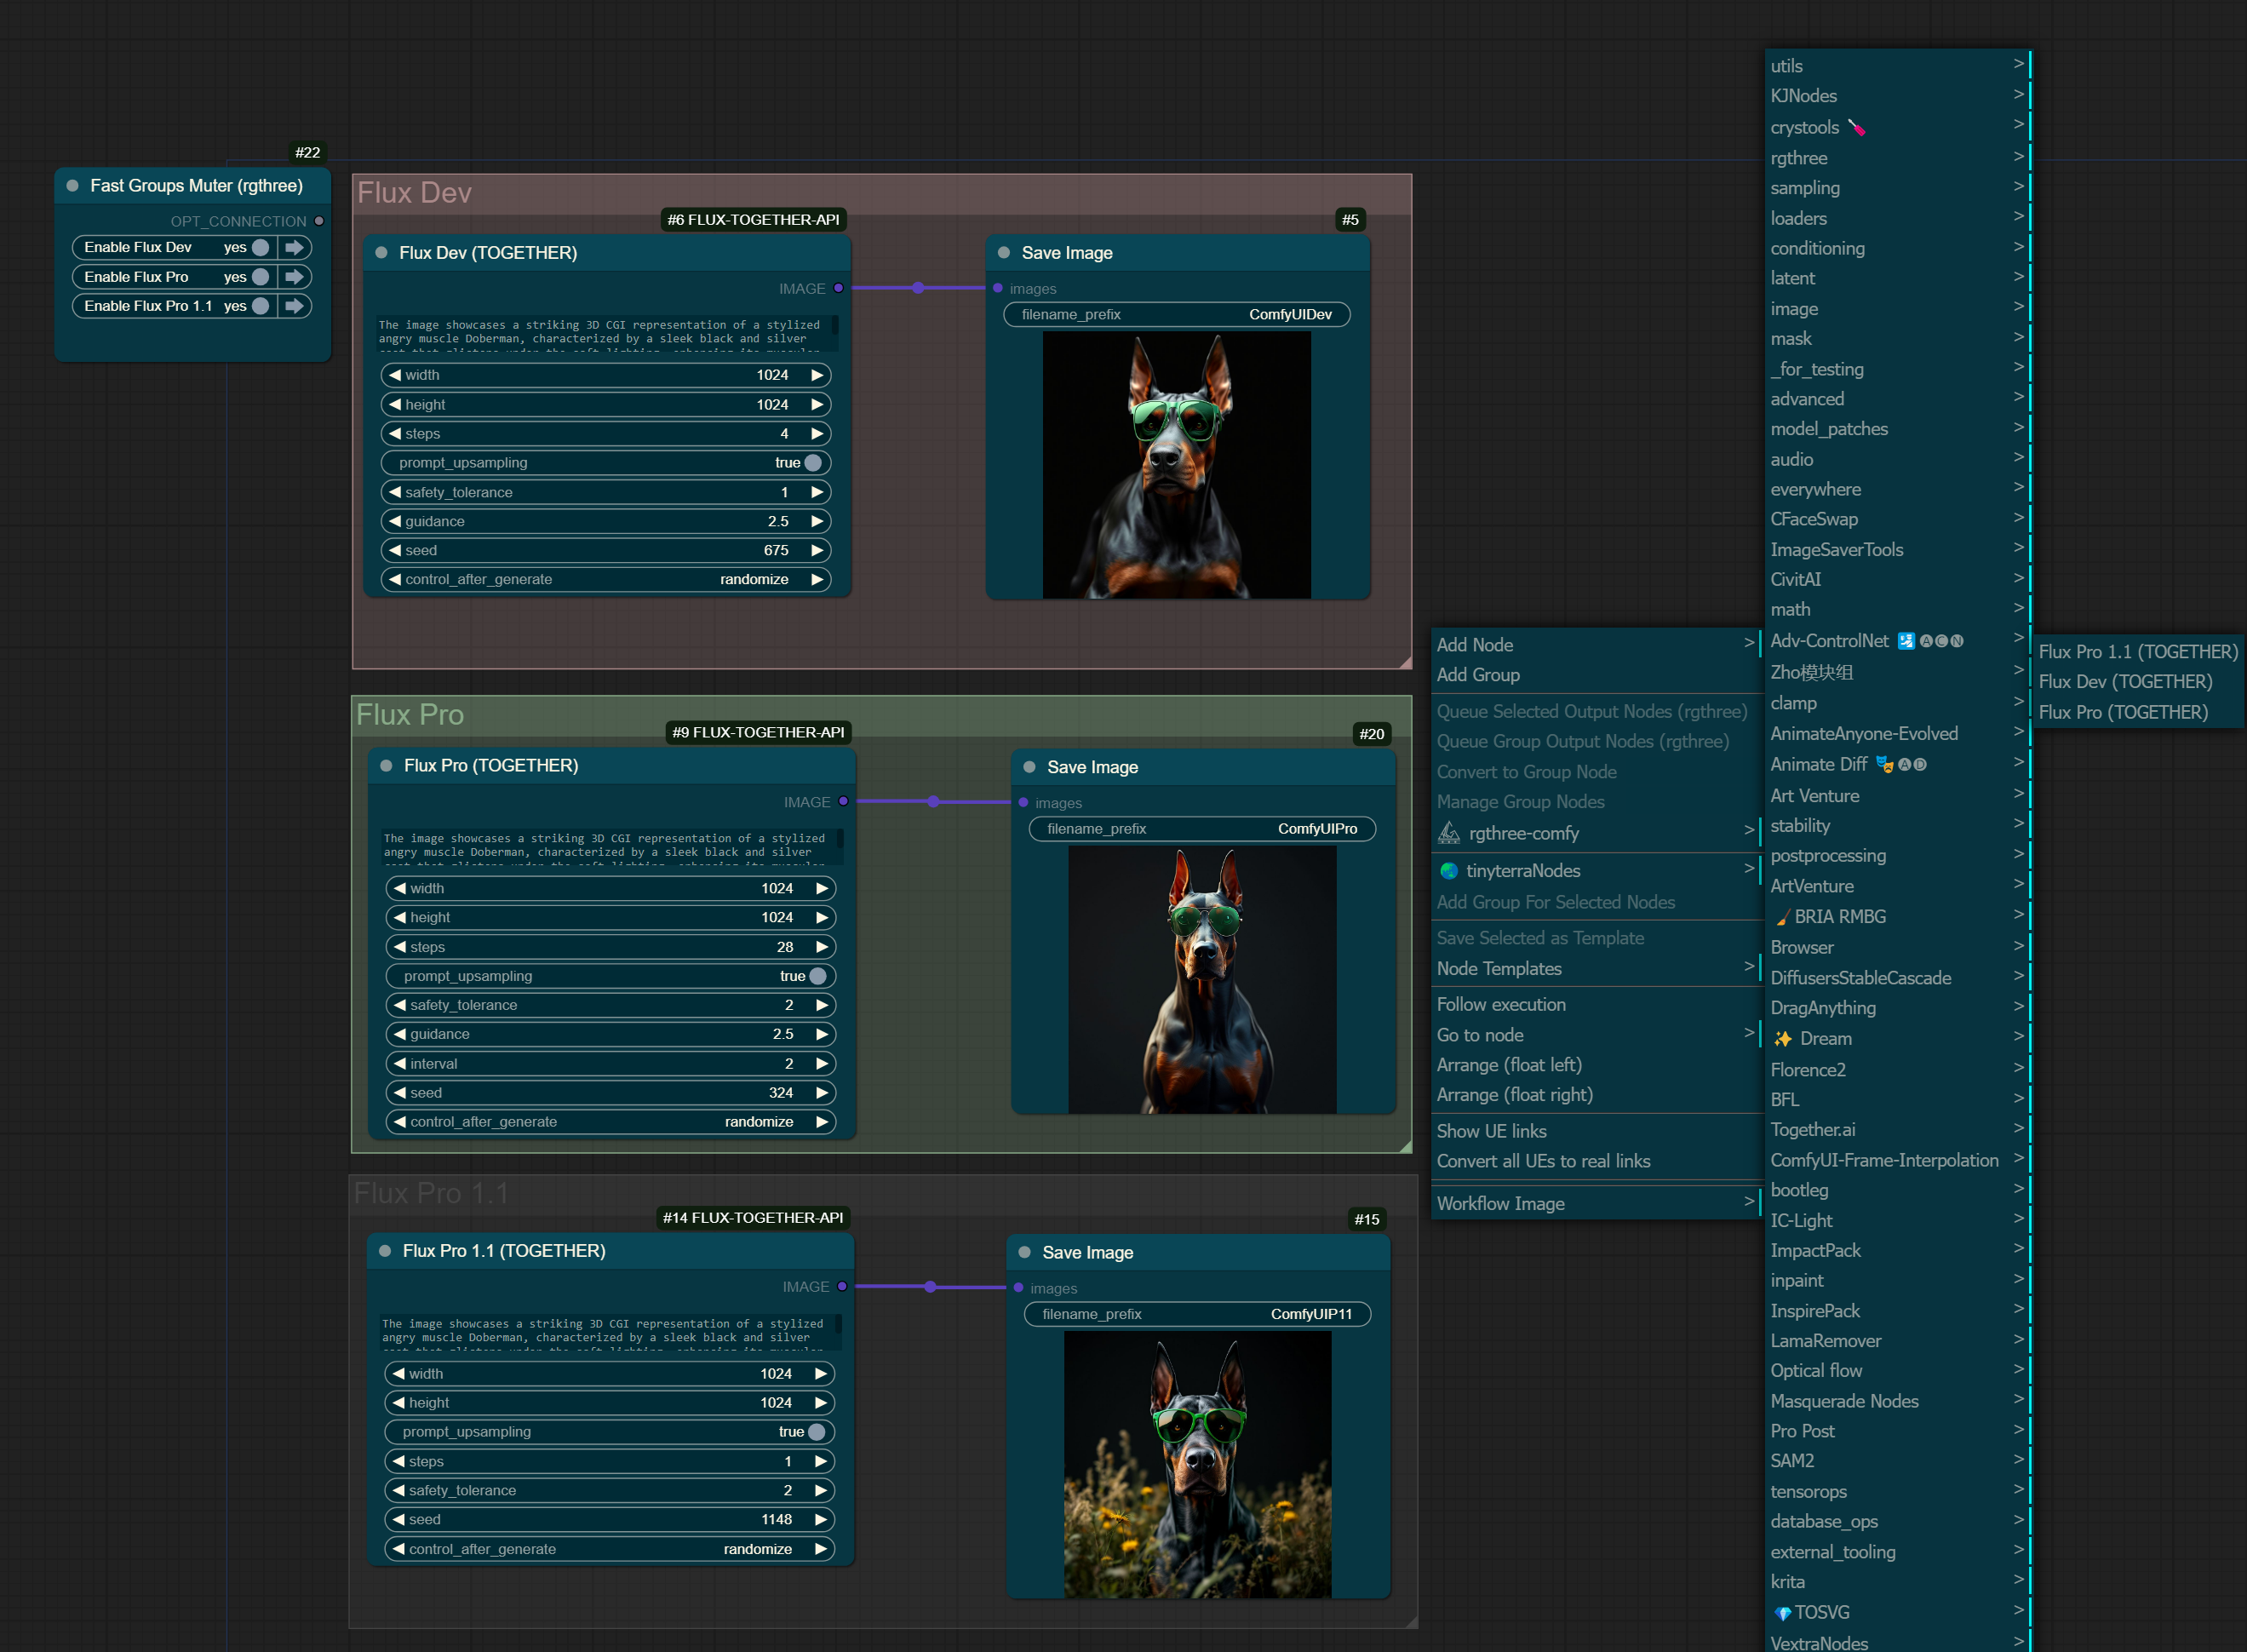 #22
Fast Groups Muter (rgthree)
OPT_CONNECTION
Enable Flux Dev yes
Enable Flux Pro yes
Enable Flux Pro 1.1 yes
Flux Dev
#6 FLUX-TOGETHER-API
Flux Dev (TOGETHER)
IMAGE
The image showcases a striking 3D CGI representation of a stylized
angry muscle Doberman, characterized by a sleek black and silver
width 1024
height 1024
steps 4
prompt_upsampling true
safety_tolerance 1
guidance 2.5
seed 675
control_after_generate randomize
#5
Save Image
images
filename_prefix ComfyUIDev
Flux Pro
#9 FLUX-TOGETHER-API
Flux Pro (TOGETHER)
IMAGE
The image showcases a striking 3D CGI representation of a stylized
angry muscle Doberman, characterized by a sleek black and silver
width 1024
height 1024
steps 28
prompt_upsampling true
safety_tolerance 2
guidance 2.5
interval 2
seed 324
control_after_generate randomize
#20
Save Image
images
filename_prefix ComfyUIPro
Flux Pro 1.1
#14 FLUX-TOGETHER-API
Flux Pro 1.1 (TOGETHER)
IMAGE
The image showcases a striking 3D CGI representation of a stylized
angry muscle Doberman, characterized by a sleek black and silver
width 1024
height 1024
prompt_upsampling true
steps 1
safety_tolerance 2
seed 1148
control_after_generate randomize
#15
Save Image
images
filename_prefix ComfyUIP11
Add Node >
Add Group
Queue Selected Output Nodes (rgthree)
Queue Group Output Nodes (rgthree)
Convert to Group Node
Manage Group Nodes
rgthree-comfy >
tinyterraNodes >
Add Group For Selected Nodes
Save Selected as Template
Node Templates >
Follow execution
Go to node >
Arrange (float left)
Arrange (float right)
Show UE links
Convert all UEs to real links
Workflow Image >
utils >
KJNodes >
crystools 🪛 >
rgthree >
sampling >
loaders >
conditioning >
latent >
image >
mask >
_for_testing >
advanced >
model_patches >
audio >
everywhere >
CFaceSwap >
ImageSaverTools >
CivitAI >
math >
Adv-ControlNet 🛂🅐🅒🅝 >
Zho模块组 >
clamp >
AnimateAnyone-Evolved >
Animate Diff 🎭🅐🅓 >
Art Venture >
stability >
postprocessing >
ArtVenture >
🖌️BRIA RMBG >
Browser >
DiffusersStableCascade >
DragAnything >
✨ Dream >
Florence2 >
BFL >
Together.ai >
ComfyUI-Frame-Interpolation >
bootleg >
IC-Light >
ImpactPack >
inpaint >
InspirePack >
LamaRemover >
Optical flow >
Masquerade Nodes >
Pro Post >
SAM2 >
tensorops >
database_ops >
external_tooling >
krita >
💎TOSVG >
VextraNodes >
Flux Pro 1.1 (TOGETHER)
Flux Dev (TOGETHER)
Flux Pro (TOGETHER)